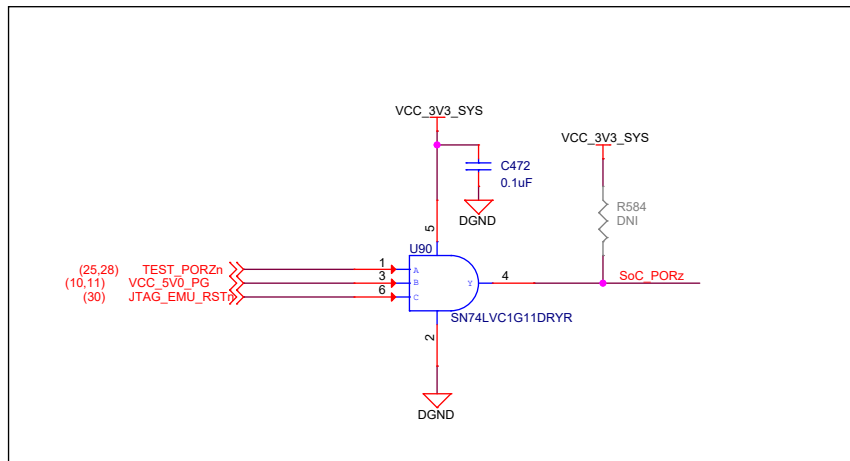 VCC_3V3_SYS
VCC_3V3_SYS
C472
0.1uF
R584
DNI
DGND
5
U90
(25,28) TEST_PORZn 1 A
(10,11) VCC_5V0_PG 3 B Y 4 SoC_PORz
(30) JTAG_EMU_RSTn 6 C
SN74LVC1G11DRYR
2
DGND